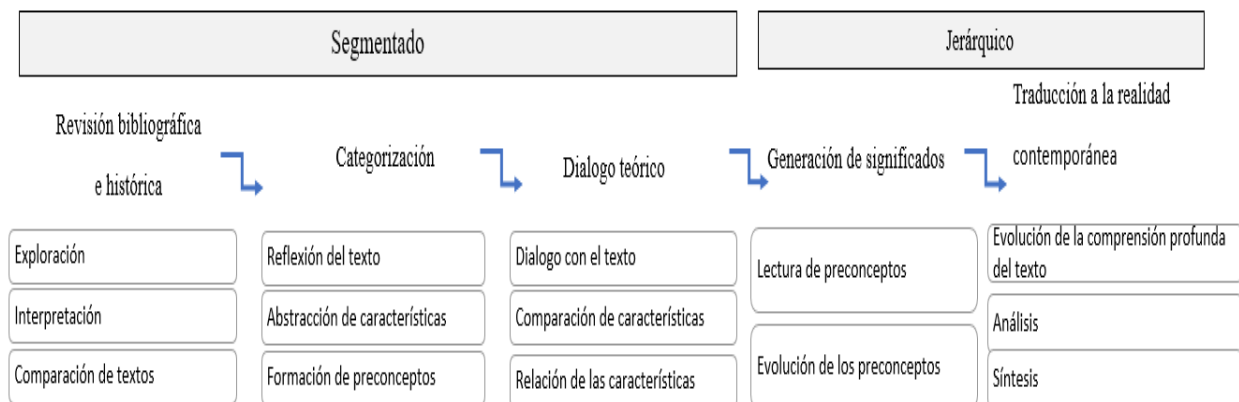 Segmentado
Jerárquico
Revisión bibliográfica
e histórica
Categorización
Dialogo teórico
Generación de significados
Traducción a la realidad
contemporánea
Exploración
Interpretación
Comparación de textos
Reflexión del texto
Abstracción de características
Formación de preconceptos
Dialogo con el texto
Comparación de características
Relación de las características
Lectura de preconceptos
Evolución de los preconceptos
Evolución de la comprensión profunda
del texto
Análisis
Síntesis